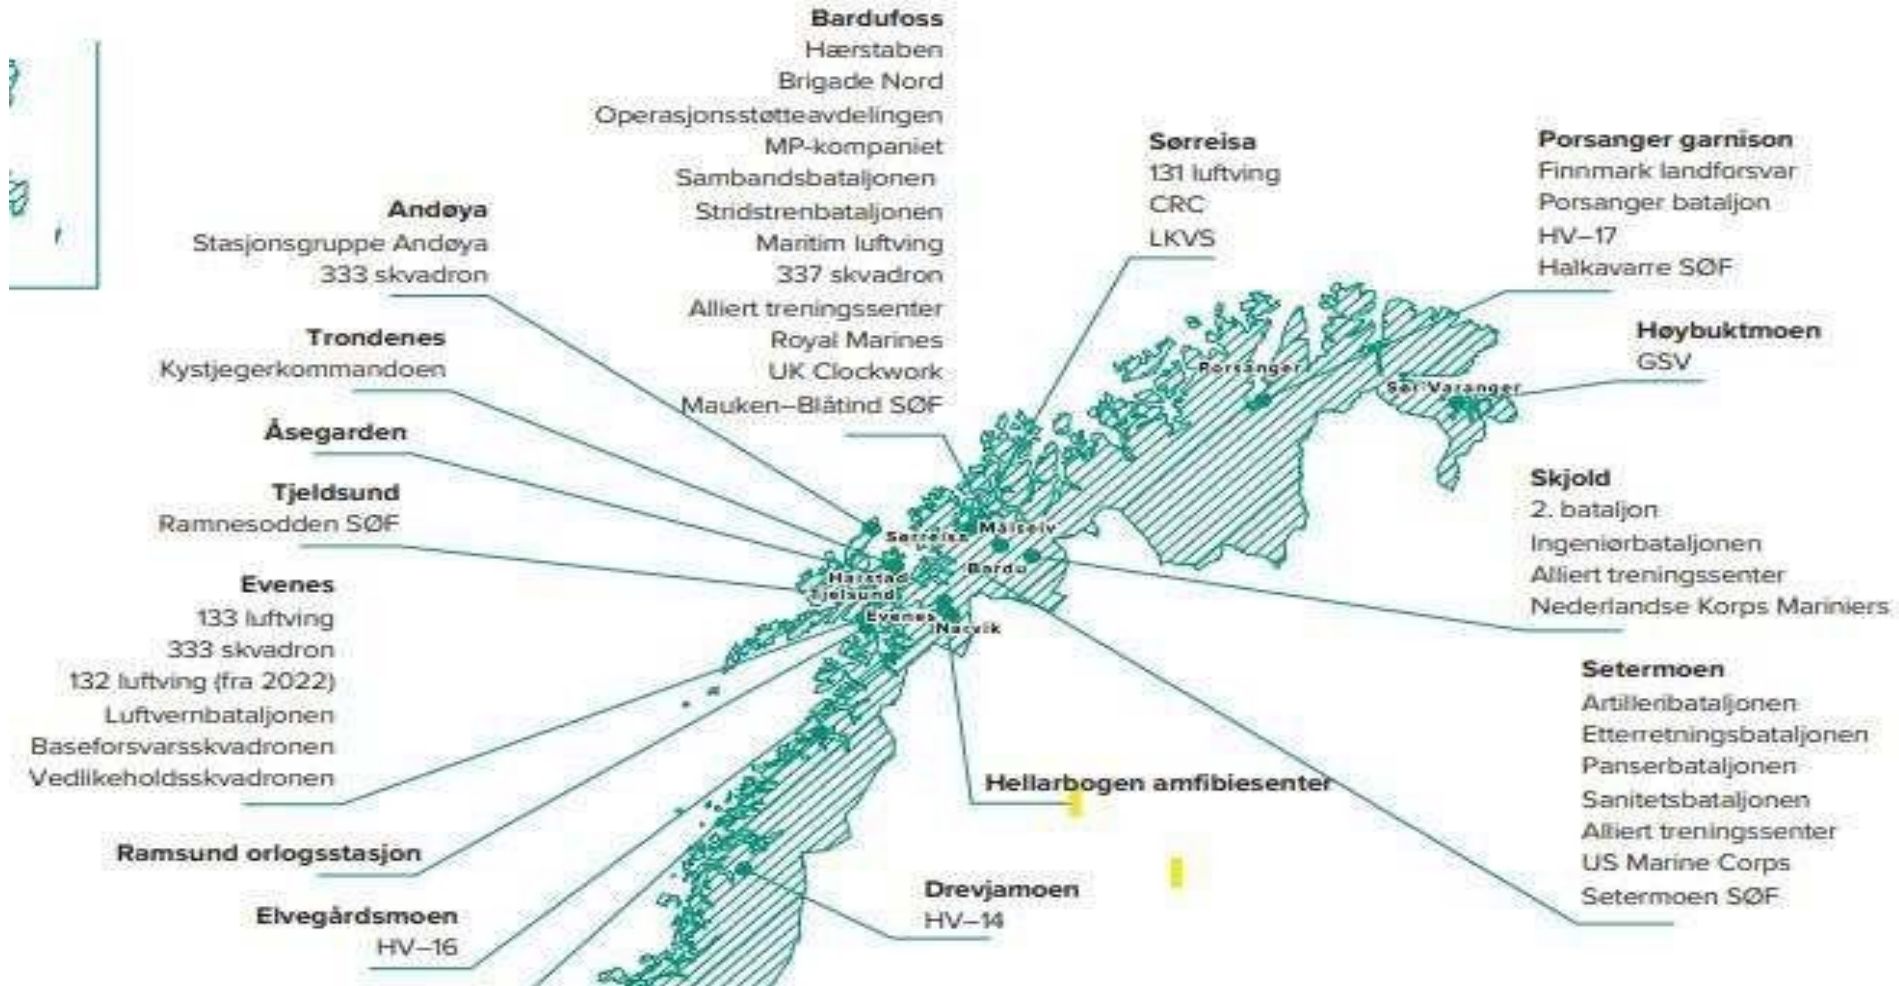 Bardufoss
Hærstaben
Brigade Nord
Operasjonsstøtteavdelingen
MP-kompaniet
Sambandsbataljonen
Stridstrenbataljonen
Maritim luftving
337 skvadron
Alliert treningssenter
Royal Marines
UK Clockwork
Mauken–Blåtind SØF
Sørreisa
131 luftving
CRC
LKVS
Porsanger garnison
Finnmark landforsvar
Porsanger bataljon
HV–17
Halkavarre SØF
Høybuktmoen
GSV
Andøya
Stasjonsgruppe Andøya
333 skvadron
Trondenes
Kystjegerkommandoen
Åsegarden
Tjeldsund
Ramnesodden SØF
Evenes
133 luftving
333 skvadron
132 luftving (fra 2022)
Luftvernbataljonen
Baseforsvarsskvadronen
Vedlikeholdsskvadronen
Ramsund orlogsstasjon
Elvegårdsmoen
HV–16
Porsanger
Sør-Varanger
Sørreisa
Målselv
Bardu
Harstad
Tjelsund
Evenes
Narvik
Skjold
2. bataljon
Ingeniørbataljonen
Alliert treningssenter
Nederlandse Korps Mariniers
Setermoen
Artilleribataljonen
Etterretningsbataljonen
Panserbataljonen
Sanitetsbataljonen
Alliert treningssenter
US Marine Corps
Setermoen SØF
Hellarbogen amfibiesenter
Drevjamoen
HV–14